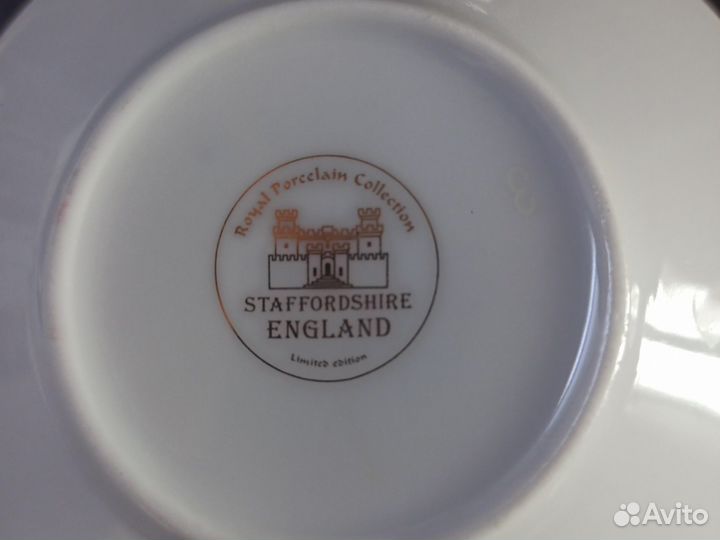 Royal Porcelain Collection
STAFFORDSHIRE
ENGLAND
Limited edition
Avito